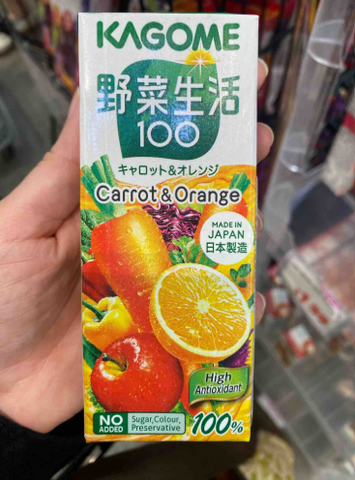 KAGOME
野菜生活
100
キャロット&オレンジ
Carrot & Orange
MADE IN
JAPAN
日本製造
High
Antioxidant
NO
ADDED
Sugar,Colour,
Preservative
100%